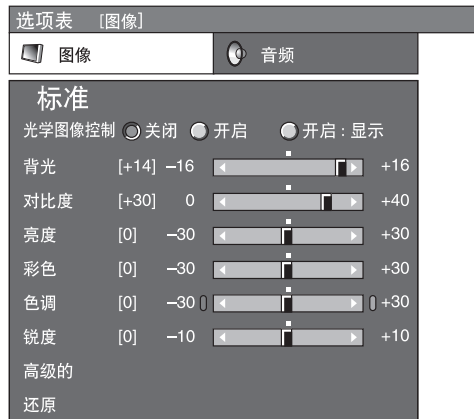 选项表 [图像]
图像 音频
标准
光学图像控制 关闭 开启 开启:显示
背光 [+14] −16 +16
对比度 [+30] 0 +40
亮度 [0] −30 +30
彩色 [0] −30 +30
色调 [0] −30 +30
锐度 [0] −10 +10
高级的
还原